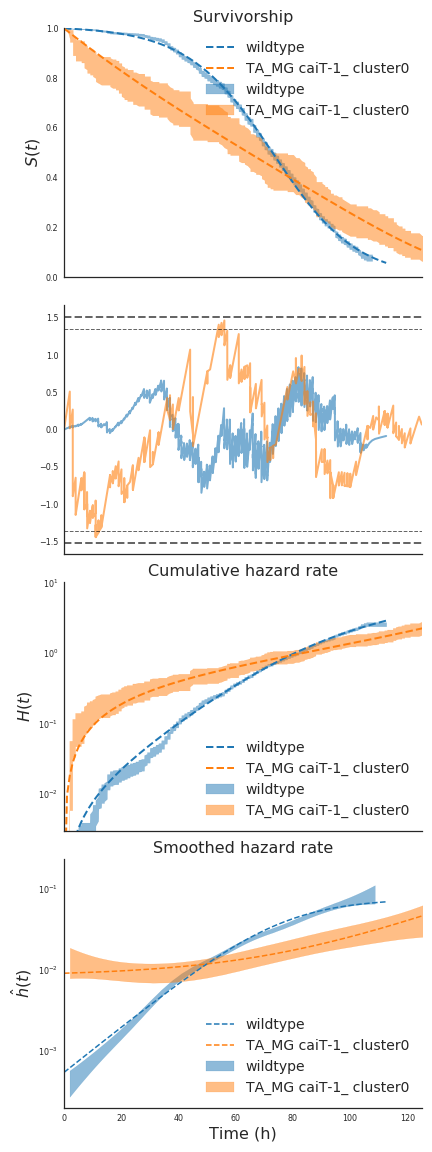 Survivorship
1.0
0.8
0.6
0.4
0.2
0.0
S(t)
wildtype
TA_MG caiT-1_ cluster0
wildtype
TA_MG caiT-1_ cluster0
1.5
1.0
0.5
0.0
−0.5
−1.0
−1.5
Cumulative hazard rate
10^1
10^0
10^−1
10^−2
H(t)
wildtype
TA_MG caiT-1_ cluster0
wildtype
TA_MG caiT-1_ cluster0
Smoothed hazard rate
10^−1
10^−2
10^−3
ĥ(t)
wildtype
TA_MG caiT-1_ cluster0
wildtype
TA_MG caiT-1_ cluster0
0 20 40 60 80 100 120
Time (h)